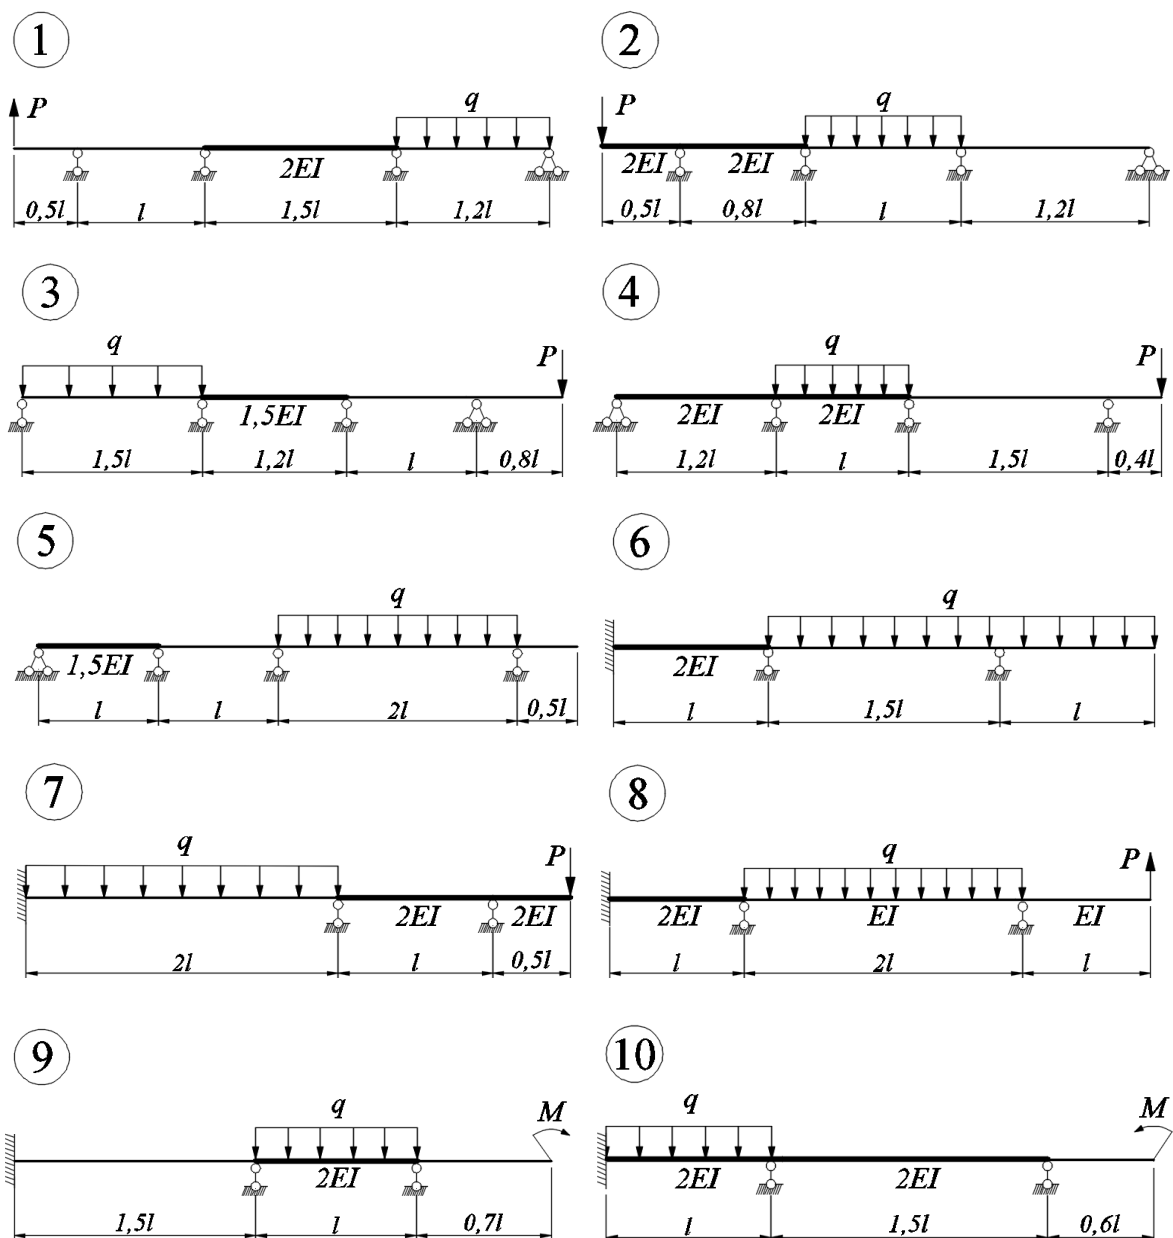 1
P
q
2EI
0,5l l 1,5l 1,2l
2
P
q
2EI 2EI
0,5l 0,8l l 1,2l
3
q
P
1,5EI
1,5l 1,2l l 0,8l
4
q
P
2EI 2EI
1,2l l 1,5l 0,4l
5
q
1,5EI
l l 2l 0,5l
6
q
2EI
l 1,5l l
7
q
P
2EI 2EI
2l l 0,5l
8
q
P
2EI EI EI
l 2l l
9
q
M
2EI
1,5l l 0,7l
10
q
M
2EI 2EI
l 1,5l 0,6l